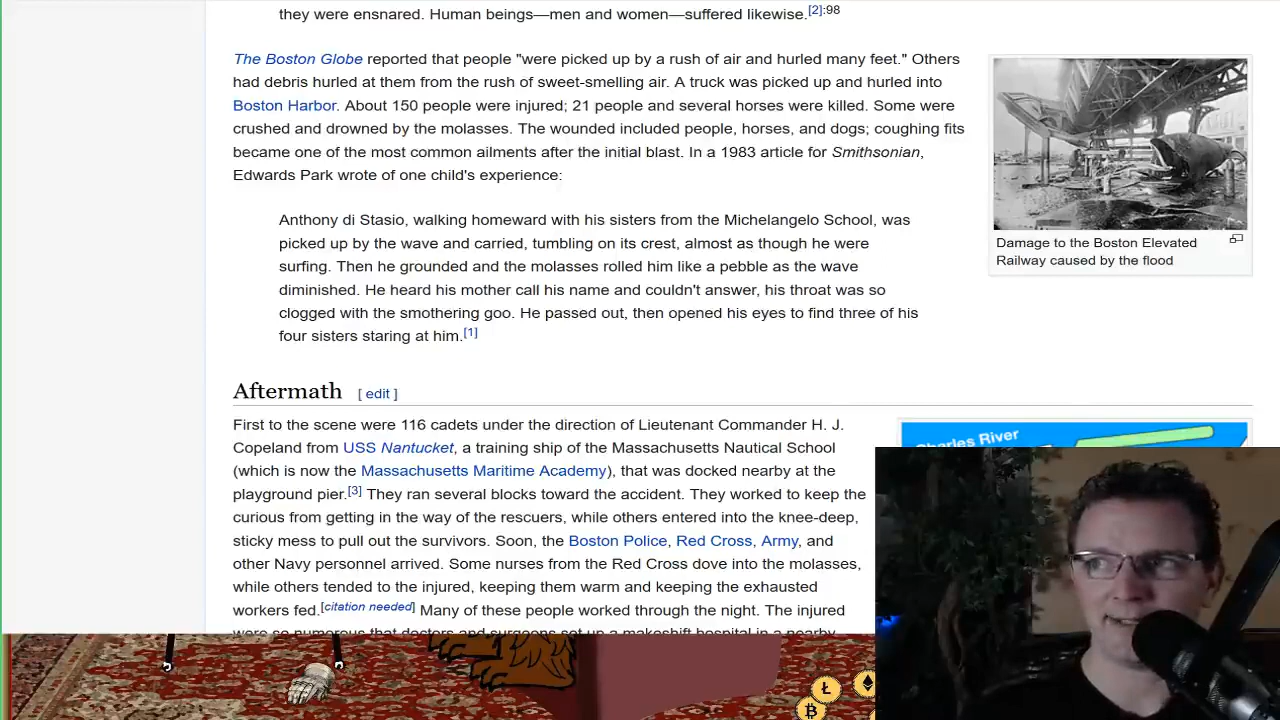 they were ensnared. Human beings—men and women—suffered likewise.[2]:98
The Boston Globe reported that people "were picked up by a rush of air and hurled many feet." Others
had debris hurled at them from the rush of sweet-smelling air. A truck was picked up and hurled into
Boston Harbor. About 150 people were injured; 21 people and several horses were killed. Some were
crushed and drowned by the molasses. The wounded included people, horses, and dogs; coughing fits
became one of the most common ailments after the initial blast. In a 1983 article for Smithsonian,
Edwards Park wrote of one child's experience:
Damage to the Boston Elevated
Railway caused by the flood
Anthony di Stasio, walking homeward with his sisters from the Michelangelo School, was
picked up by the wave and carried, tumbling on its crest, almost as though he were
surfing. Then he grounded and the molasses rolled him like a pebble as the wave
diminished. He heard his mother call his name and couldn't answer, his throat was so
clogged with the smothering goo. He passed out, then opened his eyes to find three of his
four sisters staring at him.[1]
Aftermath [ edit ]
First to the scene were 116 cadets under the direction of Lieutenant Commander H. J.
Copeland from USS Nantucket, a training ship of the Massachusetts Nautical School
(which is now the Massachusetts Maritime Academy), that was docked nearby at the
playground pier.[3] They ran several blocks toward the accident. They worked to keep the
curious from getting in the way of the rescuers, while others entered into the knee-deep,
sticky mess to pull out the survivors. Soon, the Boston Police, Red Cross, Army, and
other Navy personnel arrived. Some nurses from the Red Cross dove into the molasses,
while others tended to the injured, keeping them warm and keeping the exhausted
workers fed.[citation needed] Many of these people worked through the night. The injured
were so numerous that doctors and surgeons set up a makeshift hospital in a nearby
Charles River